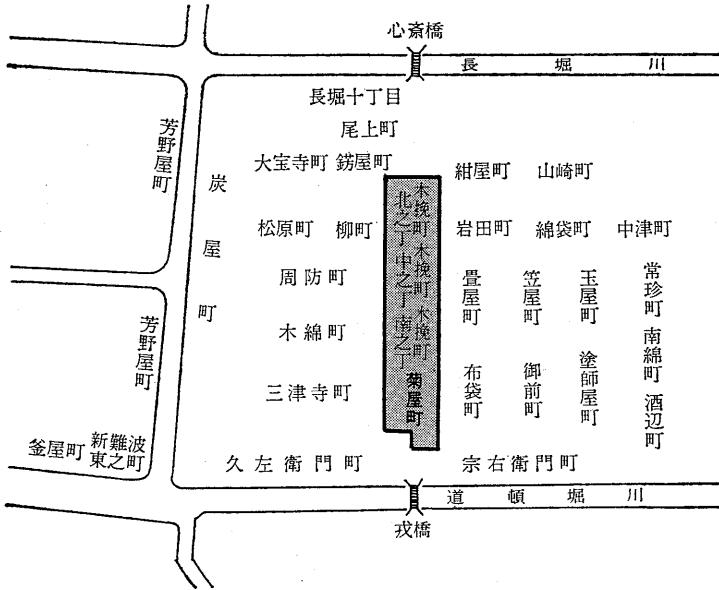 心斎橋
長堀川
長堀十丁目
尾上町
大宝寺町
錺屋町
紺屋町
山崎町
芳野屋町
炭屋町
木挽町北之丁
木挽町中之丁
木挽町南之丁
菊屋町
松原町
柳町
岩田町
綿袋町
中津町
周防町
木綿町
三津寺町
畳屋町
笠屋町
玉屋町
常珍町
南綿町
酒辺町
布袋町
御前町
塗師屋町
芳野屋町
釜屋町
新難波
東之町
久左衛門町
宗右衛門町
道頓堀川
戎橋